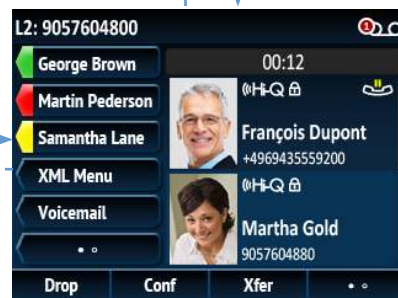 L2: 9057604800
1
George Brown
00:12
Martin Pederson
Hi-Q
François Dupont
+4969435559200
Samantha Lane
XML Menu
Hi-Q
Voicemail
Martha Gold
9057604880
Drop
Conf
Xfer